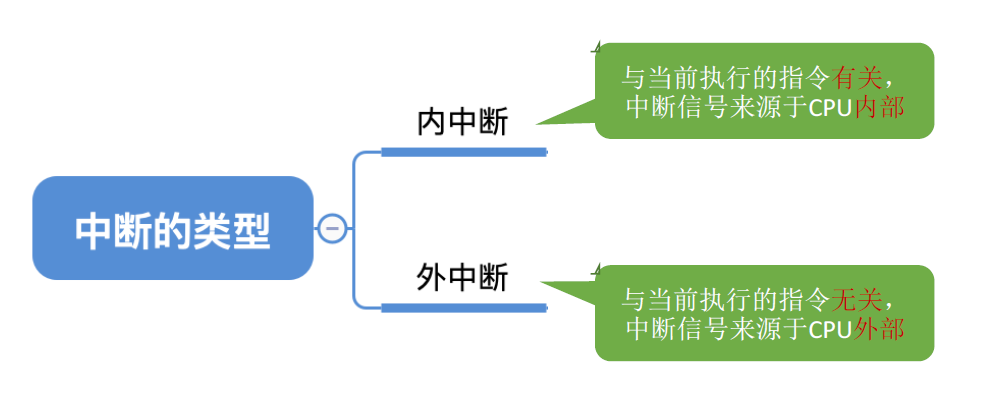 中断的类型
内中断
与当前执行的指令有关，
中断信号来源于CPU内部
外中断
与当前执行的指令无关，
中断信号来源于CPU外部